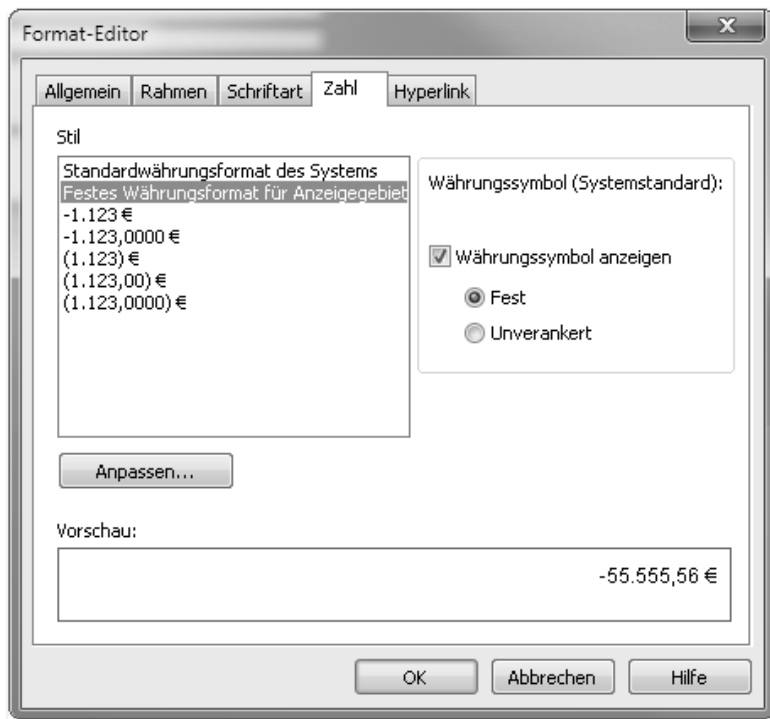 Format-Editor
Allgemein Rahmen Schriftart Zahl Hyperlink
Stil
Standardwährungsformat des Systems
Festes Währungsformat für Anzeigegebiet
-1.123 €
-1.123,0000 €
(1.123) €
(1.123,00) €
(1.123,0000) €
Währungssymbol (Systemstandard):
Währungssymbol anzeigen
Fest
Unverankert
Anpassen...
Vorschau:
-55.555,56 €
OK Abbrechen Hilfe